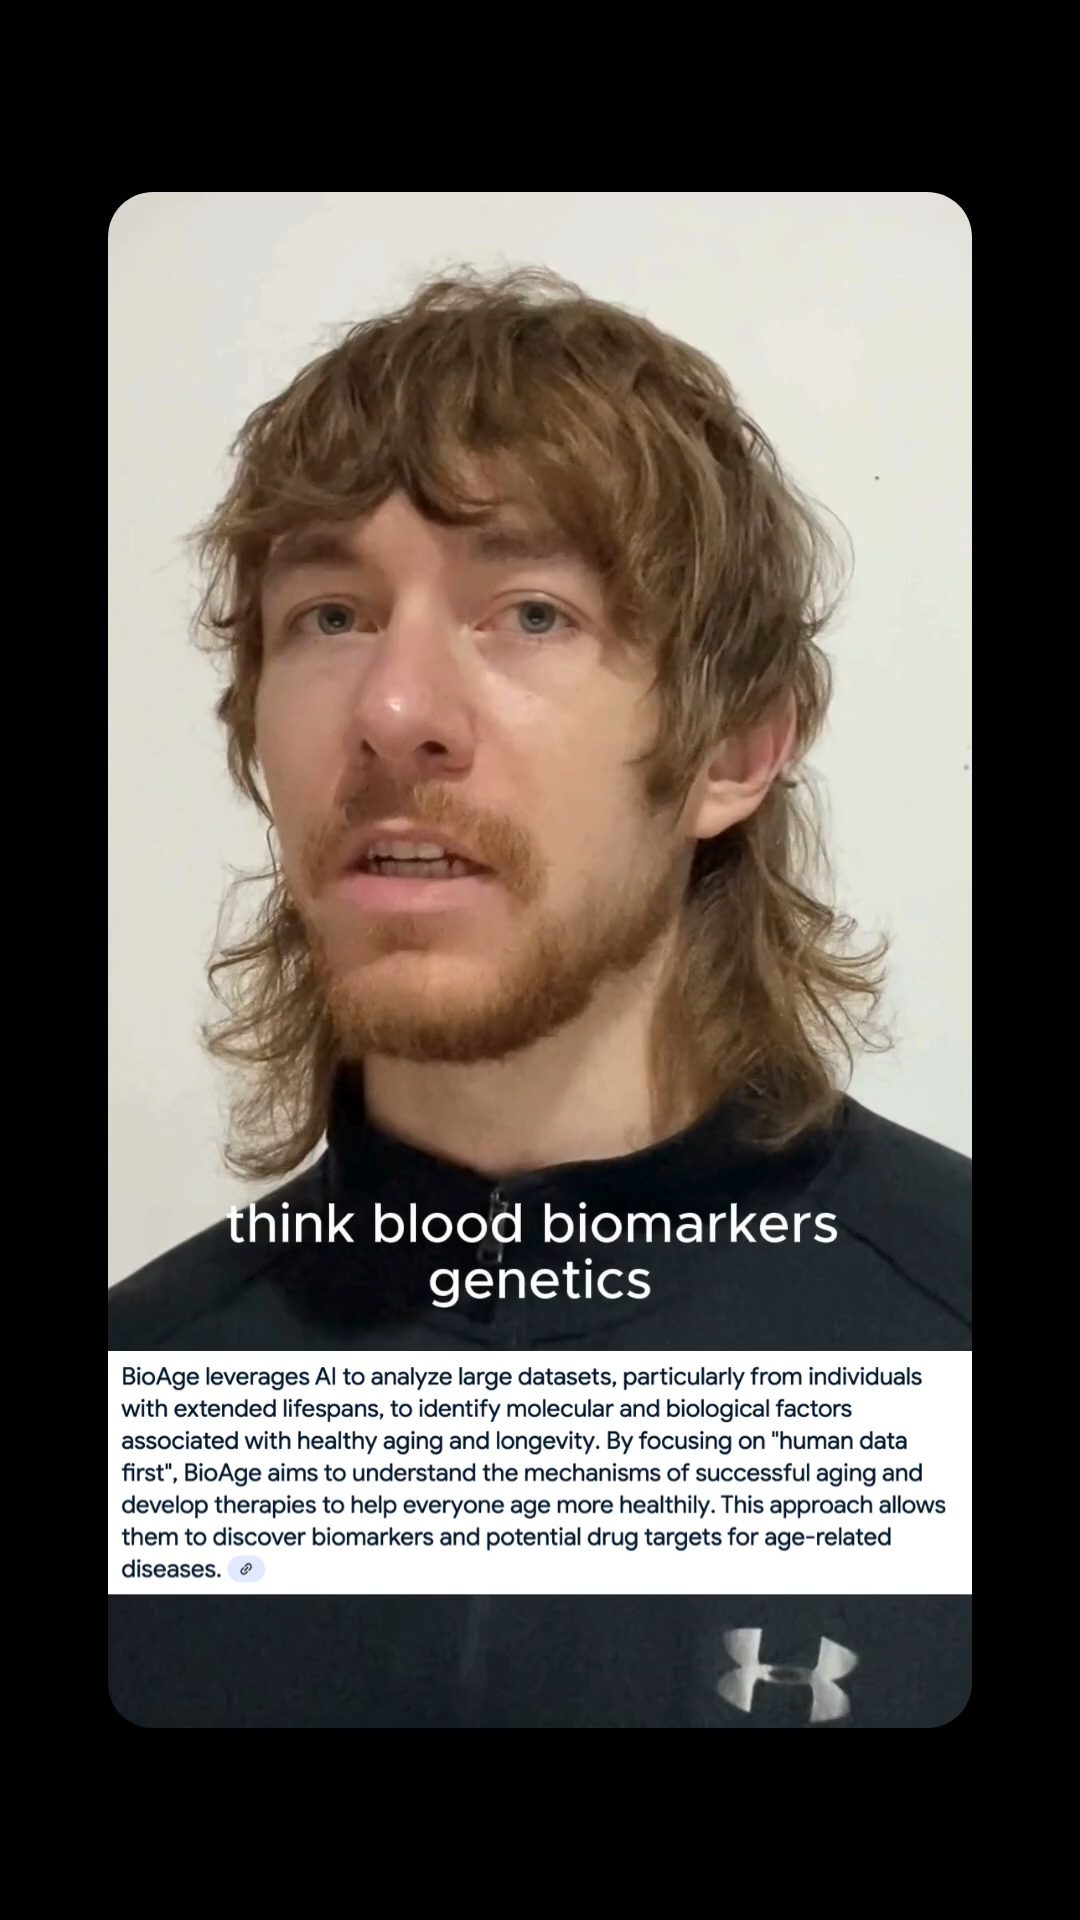 think blood biomarkers
genetics
BioAge leverages AI to analyze large datasets, particularly from individuals
with extended lifespans, to identify molecular and biological factors
associated with healthy aging and longevity. By focusing on "human data
first", BioAge aims to understand the mechanisms of successful aging and
develop therapies to help everyone age more healthily. This approach allows
them to discover biomarkers and potential drug targets for age-related
diseases.